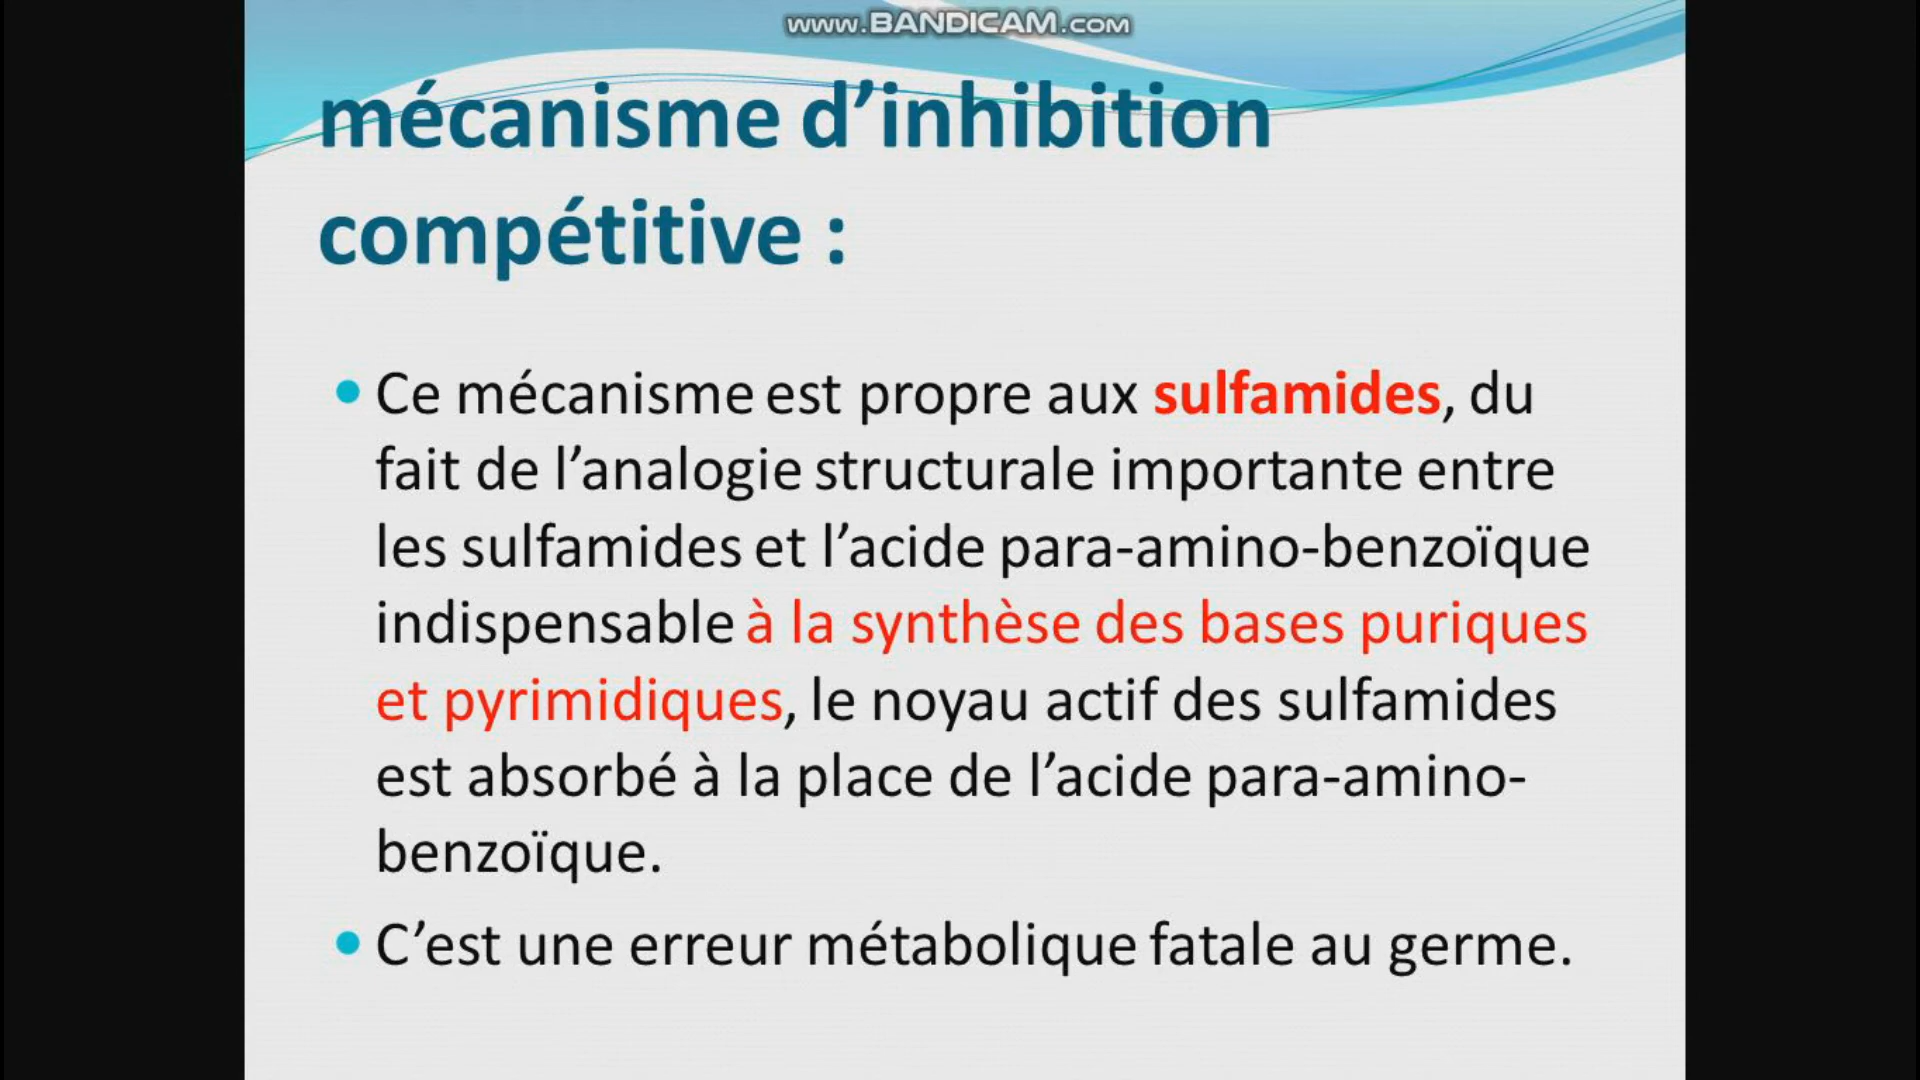 www.BANDICAM.com
mécanisme d’inhibition
compétitive :
• Ce mécanisme est propre aux sulfamides, du
fait de l’analogie structurale importante entre
les sulfamides et l’acide para-amino-benzoïque
indispensable à la synthèse des bases puriques
et pyrimidiques, le noyau actif des sulfamides
est absorbé à la place de l’acide para-amino-
benzoïque.
• C’est une erreur métabolique fatale au germe.